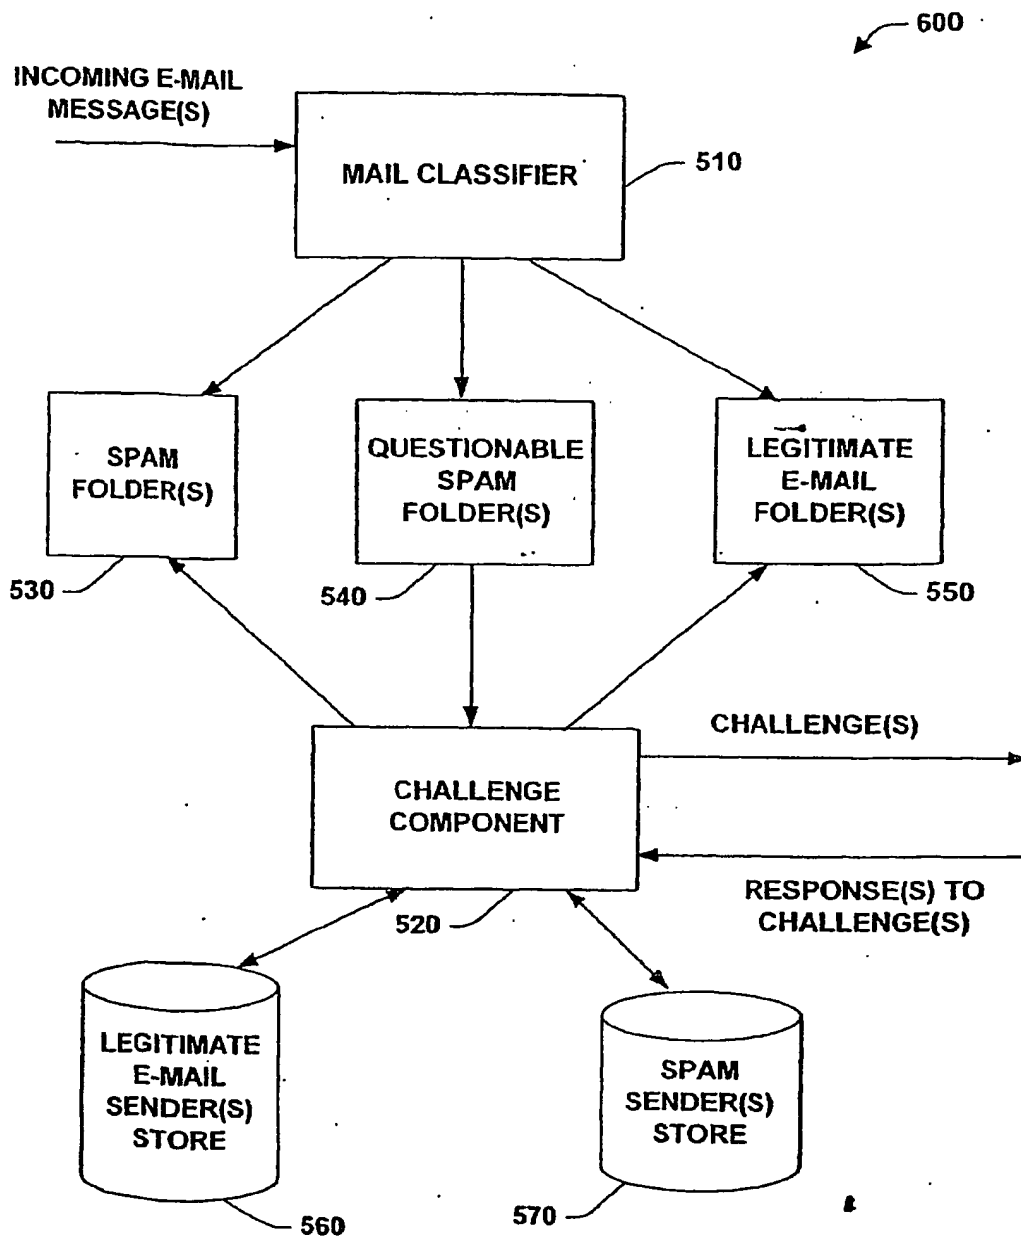 600
INCOMING E-MAIL
MESSAGE(S)
MAIL CLASSIFIER
510
SPAM
FOLDER(S)
QUESTIONABLE
SPAM
FOLDER(S)
LEGITIMATE
E-MAIL
FOLDER(S)
530
540
550
CHALLENGE(S)
CHALLENGE
COMPONENT
RESPONSE(S) TO
CHALLENGE(S)
520
LEGITIMATE
E-MAIL
SENDER(S)
STORE
SPAM
SENDER(S)
STORE
560
570